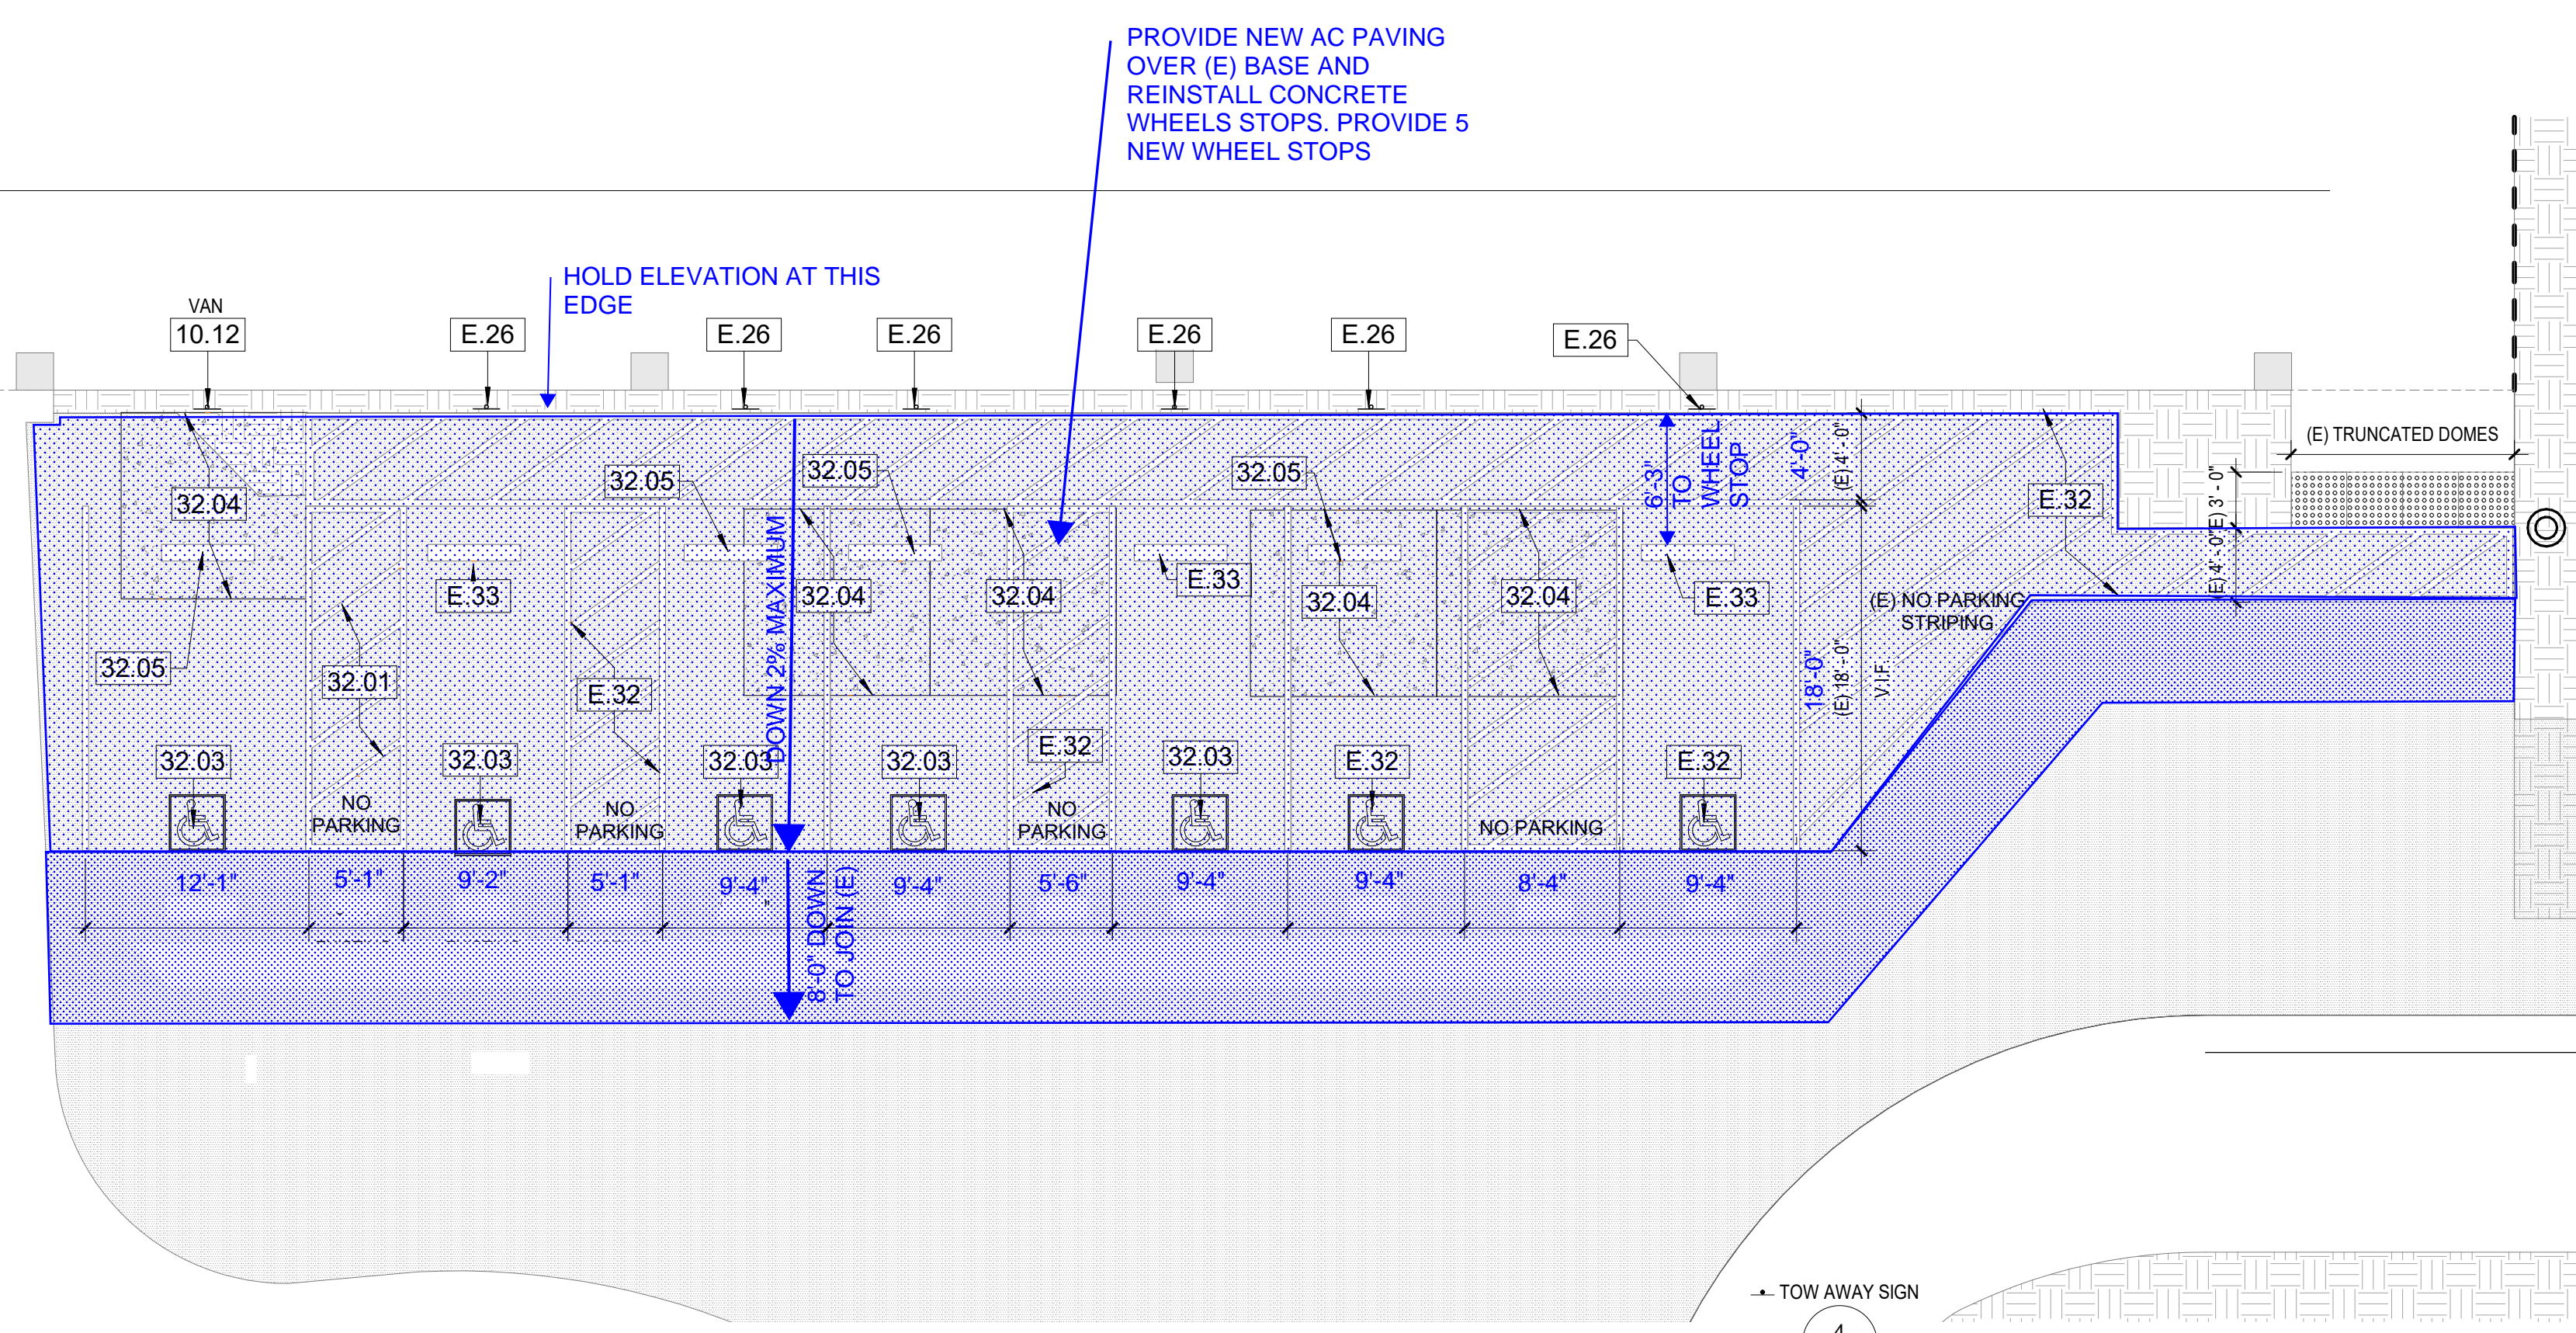 PROVIDE NEW AC PAVING
OVER (E) BASE AND
REINSTALL CONCRETE
WHEELS STOPS. PROVIDE 5
NEW WHEEL STOPS
HOLD ELEVATION AT THIS
EDGE
VAN
10.12
E.26
E.26
E.26
E.26
E.26
E.26
(E) TRUNCATED DOMES
32.04
32.05
32.05
32.05
6'-3"
TO
WHEEL
STOP
4'-0"
(E) 4' - 0"
E.32
(E) 3' - 0"
(E) 4' - 0"
E.33
32.04
32.04
E.33
32.04
32.04
E.33
(E) NO PARKING
STRIPING
32.05
32.01
E.32
DOWN 2% MAXIMUM
18'-0"
(E) 18' - 0"
V.I.F.
32.03
32.03
32.03
32.03
E.32
32.03
E.32
E.32
NO
PARKING
NO
PARKING
NO
PARKING
NO PARKING
12'-1"
5'-1"
9'-2"
5'-1"
9'-4"
"
9'-4"
5'-6"
9'-4"
9'-4"
8'-4"
9'-4"
8'-0" DOWN
TO JOIN (E)
TOW AWAY SIGN